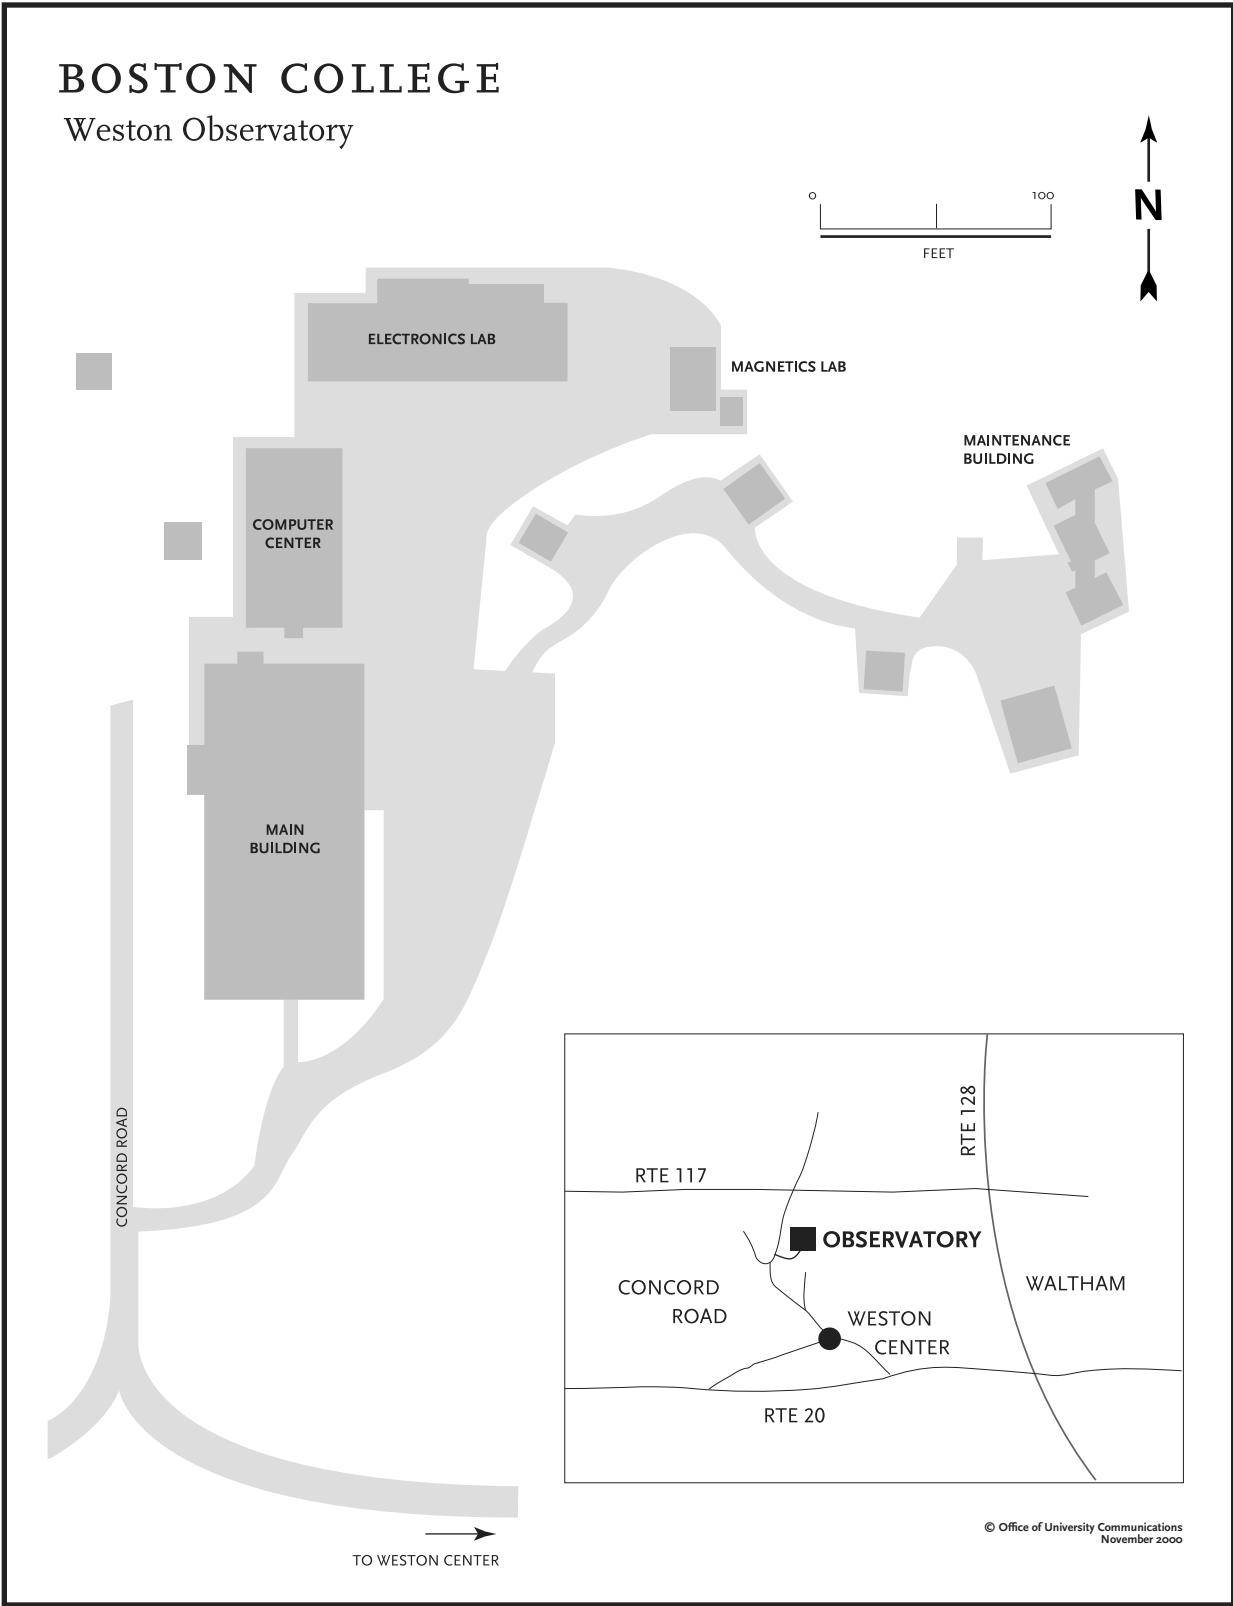 BOSTON COLLEGE
Weston Observatory
N
0 100
FEET
ELECTRONICS LAB
MAGNETICS LAB
MAINTENANCE
BUILDING
COMPUTER
CENTER
MAIN
BUILDING
CONCORD ROAD
RTE 128
RTE 117
OBSERVATORY
CONCORD
ROAD
WALTHAM
WESTON
CENTER
RTE 20
© Office of University Communications
November 2000
TO WESTON CENTER